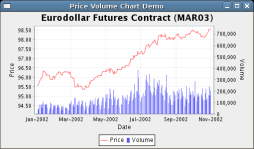 Price Volume Chart Demo
Eurodollar Futures Contract (MAR03)
Price
98.50
98.00
97.50
97.00
96.50
96.00
95.50
95.00
94.50
Volume
700,000
600,000
500,000
400,000
300,000
200,000
100,000
0
Jan-2002
Mar-2002
May-2002
Jul-2002
Sep-2002
Nov-2002
Date
Price
Volume